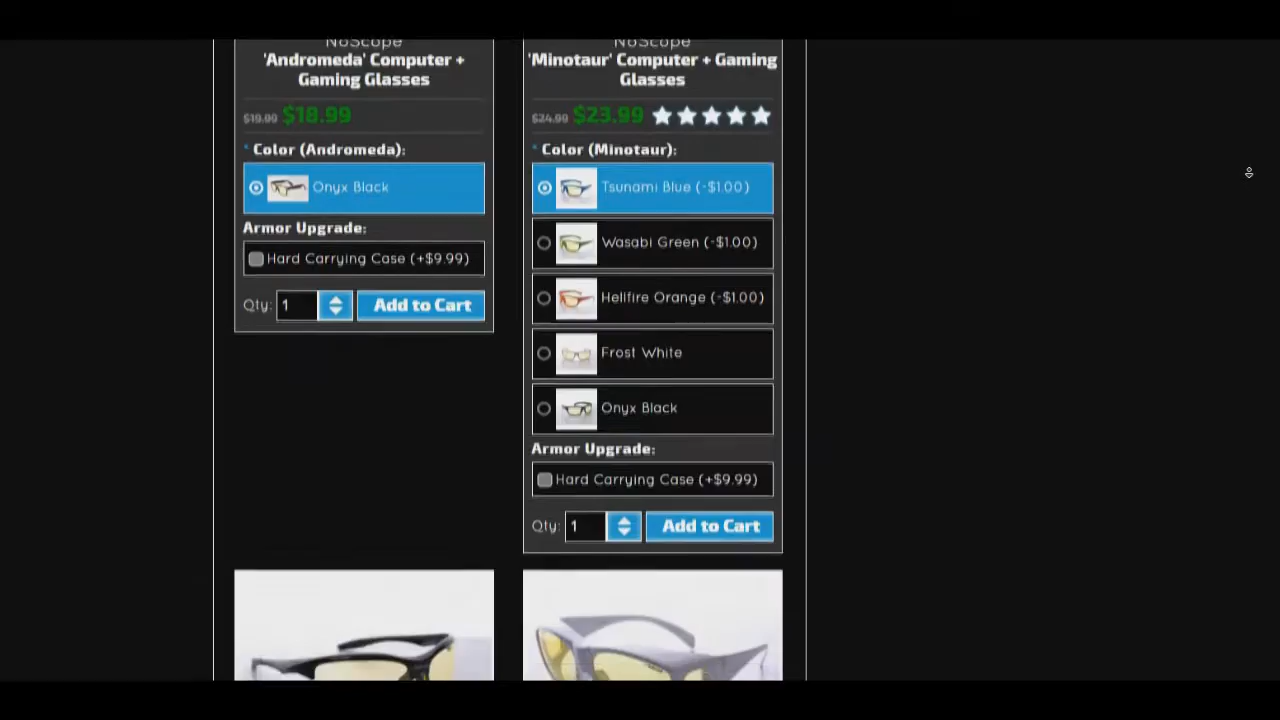 NoScope
'Andromeda' Computer +
Gaming Glasses
$19.99 $18.99
* Color (Andromeda):
Onyx Black
Armor Upgrade:
Hard Carrying Case (+$9.99)
Qty: 1 Add to Cart
NoScope
'Minotaur' Computer + Gaming
Glasses
$24.99 $23.99
* Color (Minotaur):
Tsunami Blue (-$1.00)
Wasabi Green (-$1.00)
Hellfire Orange (-$1.00)
Frost White
Onyx Black
Armor Upgrade:
Hard Carrying Case (+$9.99)
Qty: 1 Add to Cart